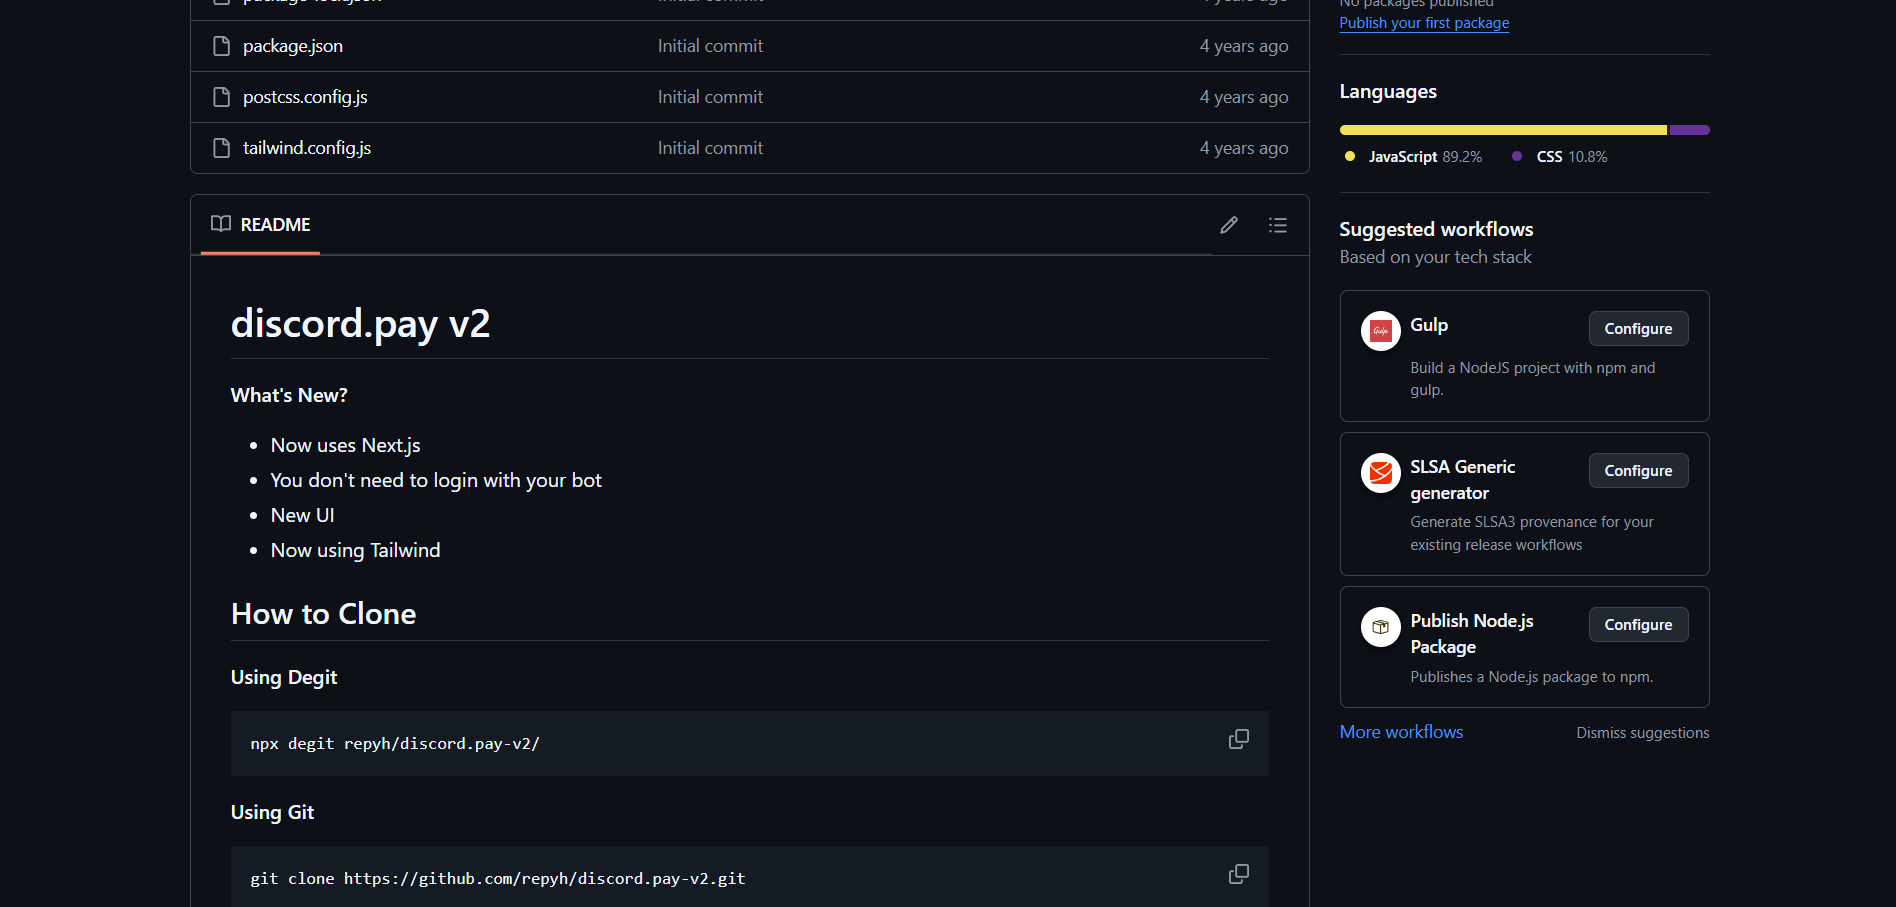 package.json Initial commit 4 years ago
postcss.config.js Initial commit 4 years ago
tailwind.config.js Initial commit 4 years ago
README
discord.pay v2
What's New?
Now uses Next.js
You don't need to login with your bot
New UI
Now using Tailwind
How to Clone
Using Degit
npx degit repyh/discord.pay-v2/
Using Git
git clone https://github.com/repyh/discord.pay-v2.git
No packages published
Publish your first package
Languages
JavaScript 89.2% CSS 10.8%
Suggested workflows
Based on your tech stack
Gulp
Gulp
Configure
Build a NodeJS project with npm and
gulp.
SLSA Generic
generator
Configure
Generate SLSA3 provenance for your
existing release workflows
Publish Node.js
Package
Configure
Publishes a Node.js package to npm.
More workflows
Dismiss suggestions